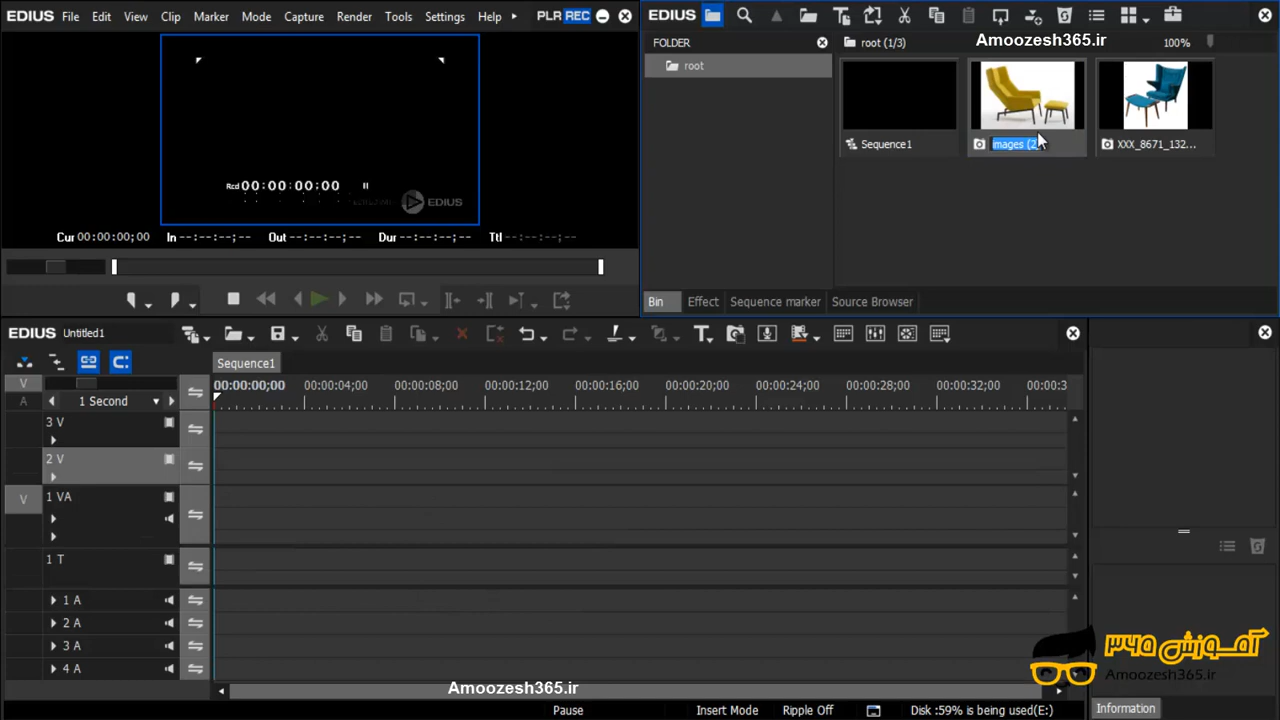 EDIUS File Edit View Clip Marker Mode Capture Render Tools Settings Help PLR REC
Rcd 00:00:00:00
EDIUS
Cur 00:00:00;00 In --:--:--;-- Out --:--:--;-- Dur --:--:--;-- Ttl --:--:--;--
EDIUS
FOLDER
root
root (1/3)
Amoozesh365.ir
100%
Sequence1
images (2
XXX_8671_132...
Bin Effect Sequence marker Source Browser
EDIUS Untitled1
Sequence1
V
A
1 Second
00:00:00;00 00:00:04;00 00:00:08;00 00:00:12;00 00:00:16;00 00:00:20;00 00:00:24;00 00:00:28;00 00:00:32;00 00:00:3
3 V
2 V
V
1 VA
1 T
1 A
2 A
3 A
4 A
آموزش ۳۶۵
Amoozesh365.ir
Amoozesh365.ir
Pause Insert Mode Ripple Off Disk :59% is being used(E:)
Information